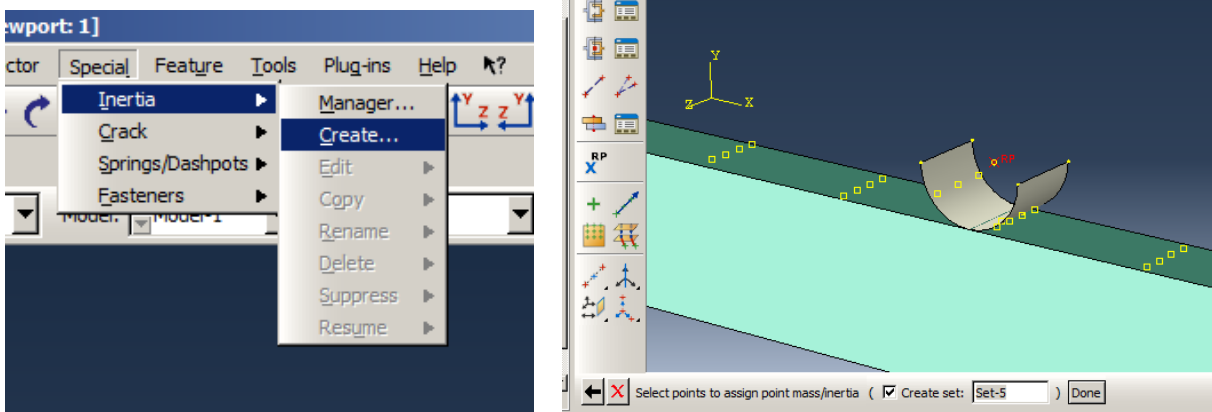 ewport: 1]
ctor Special Feature Tools Plug-ins Help
Inertia
Crack
Springs/Dashpots
Fasteners
Manager...
Create...
Edit
Copy
Rename
Delete
Suppress
Resume
Y Z Z Y
Model: Model-1
RP
X
Y
Z X
RP
Select points to assign point mass/inertia ( Create set: Set-5 ) Done